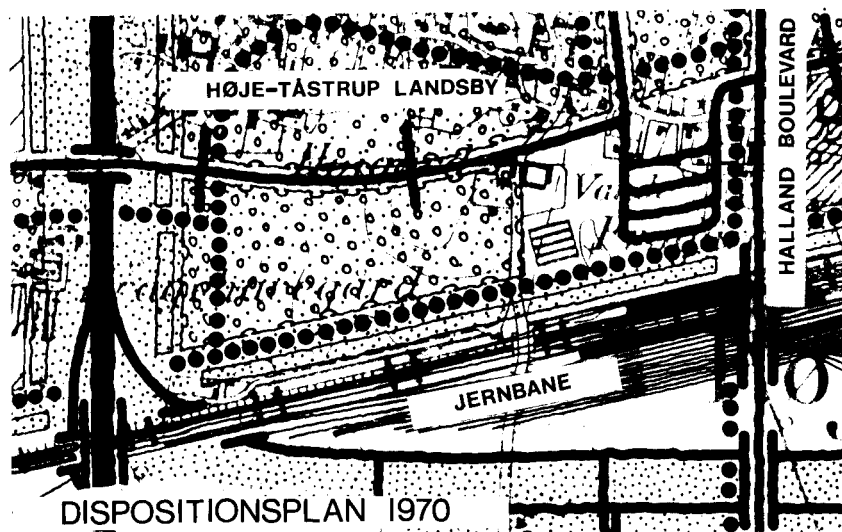 HØJE-TÅSTRUP LANDSBY
HALLAND BOULEVARD
JERNBANE
DISPOSITIONSPLAN 1970